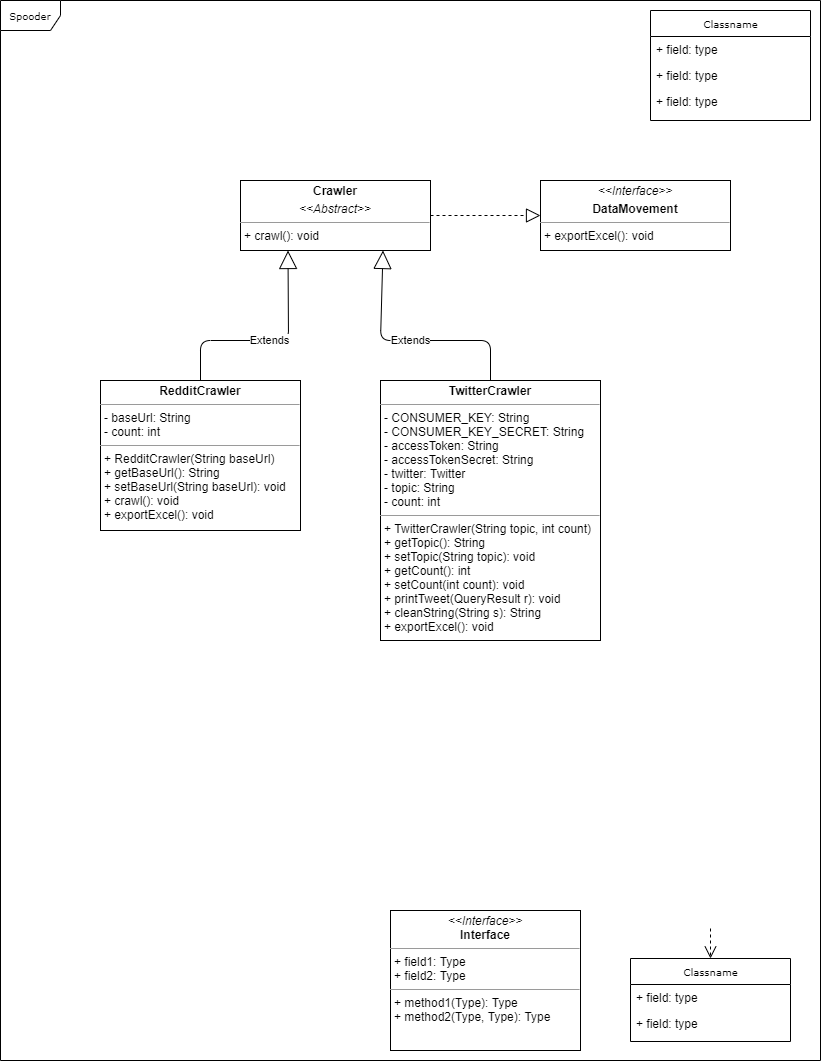 Spooder
Classname
+ field: type
+ field: type
+ field: type
Crawler
<<Abstract>>
+ crawl(): void
<<Interface>>
DataMovement
+ exportExcel(): void
Extends
Extends
RedditCrawler
- baseUrl: String
- count: int
+ RedditCrawler(String baseUrl)
+ getBaseUrl(): String
+ setBaseUrl(String baseUrl): void
+ crawl(): void
+ exportExcel(): void
TwitterCrawler
- CONSUMER_KEY: String
- CONSUMER_KEY_SECRET: String
- accessToken: String
- accessTokenSecret: String
- twitter: Twitter
- topic: String
- count: int
+ TwitterCrawler(String topic, int count)
+ getTopic(): String
+ setTopic(String topic): void
+ getCount(): int
+ setCount(int count): void
+ printTweet(QueryResult r): void
+ cleanString(String s): String
+ exportExcel(): void
<<Interface>>
Interface
+ field1: Type
+ field2: Type
+ method1(Type): Type
+ method2(Type, Type): Type
Classname
+ field: type
+ field: type